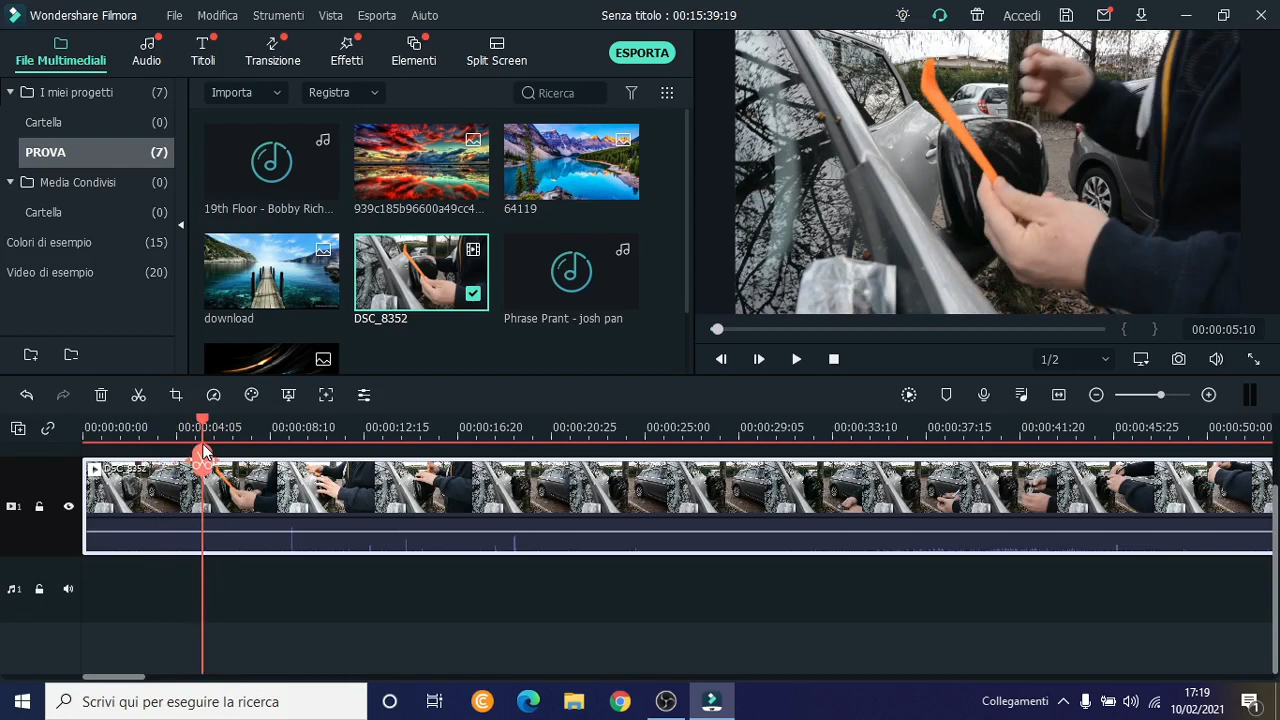 Wondershare Filmora File Modifica Strumenti Vista Esporta Aiuto Senza titolo : 00:15:39:19 Accedi
File Multimediali Audio Titoli Transizione Effetti Elementi Split Screen ESPORTA
I miei progetti (7)
Cartella (0)
PROVA (7)
Media Condivisi (0)
Cartella (0)
Colori di esempio (15)
Video di esempio (20)
Importa Registra Ricerca
19th Floor - Bobby Rich... 939c185b96600a49cc4... 64119
download DSC_8352 Phrase Prant - josh pan
{ } 00:00:05:10
1/2
00:00:00:00 00:00:04:05 00:00:08:10 00:00:12:15 00:00:16:20 00:00:20:25 00:00:25:00 00:00:29:05 00:00:33:10 00:00:37:15 00:00:41:20 00:00:45:25 00:00:50:00
DSC_8352
1
1
Scrivi qui per eseguire la ricerca
Collegamenti 17:19
10/02/2021
1